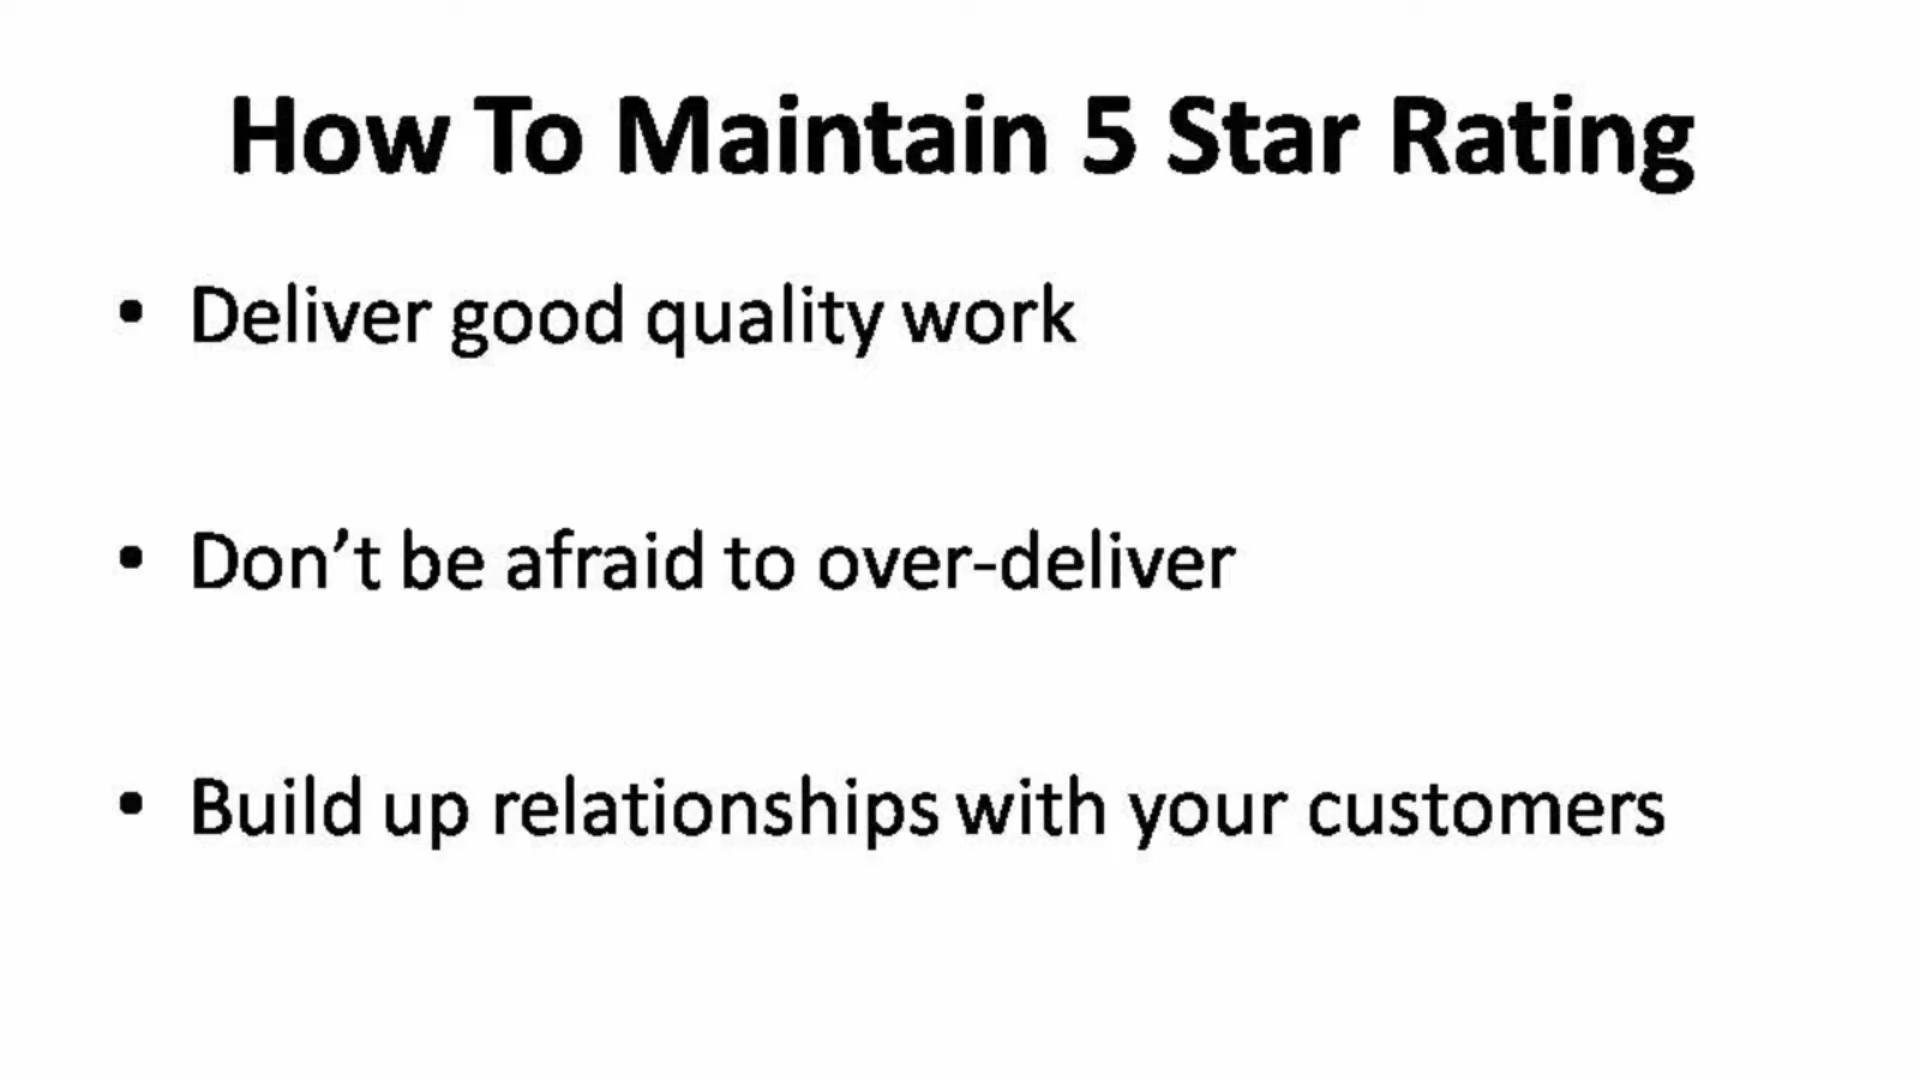 How To Maintain 5 Star Rating
• Deliver good quality work
• Don’t be afraid to over-deliver
• Build up relationships with your customers